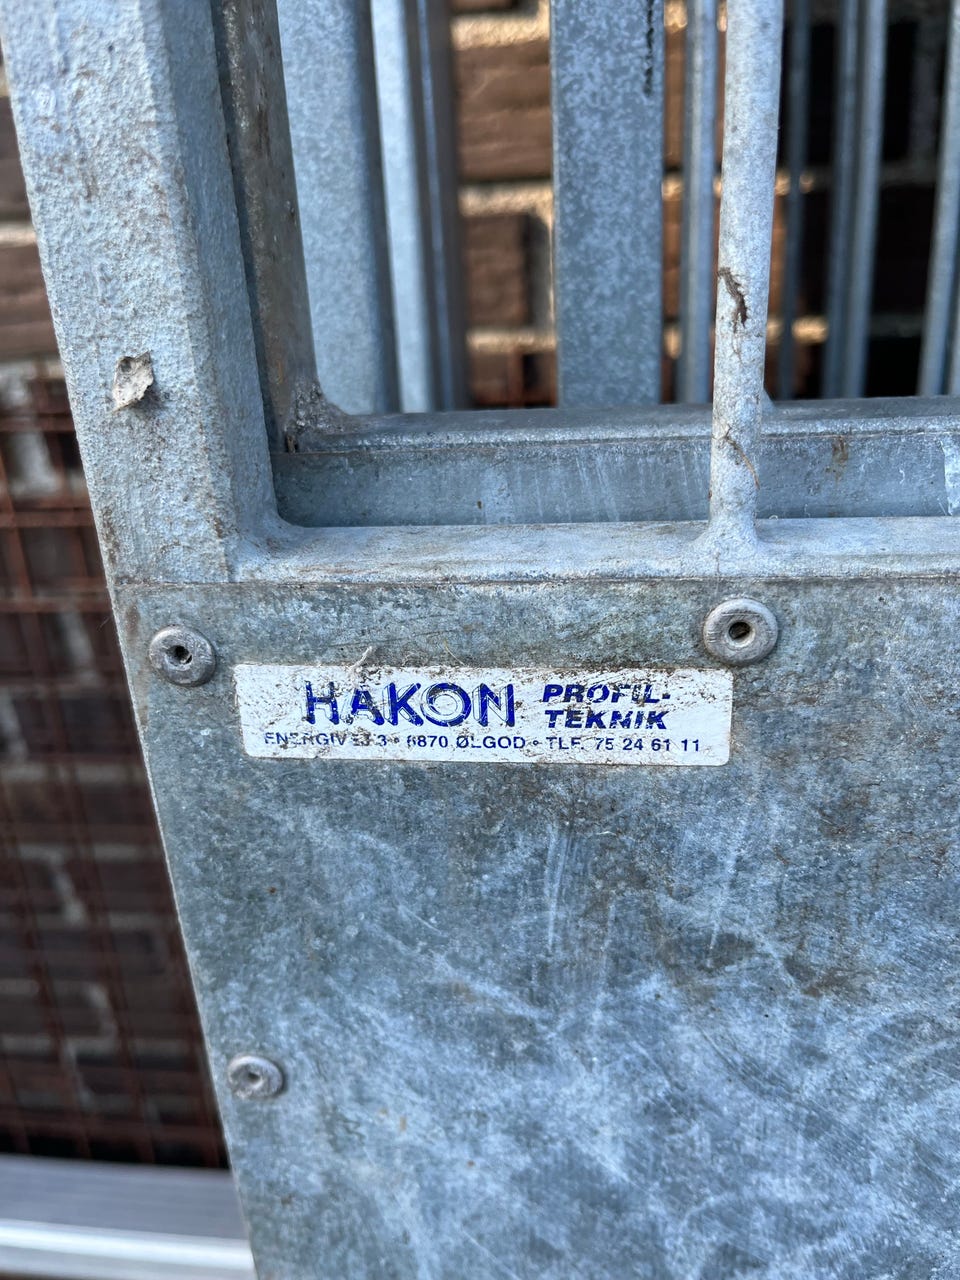 HAKON PROFIL-
TEKNIK
ENERGIVEJ 3 • 6870 ØLGOD • TLF. 75 24 61 11